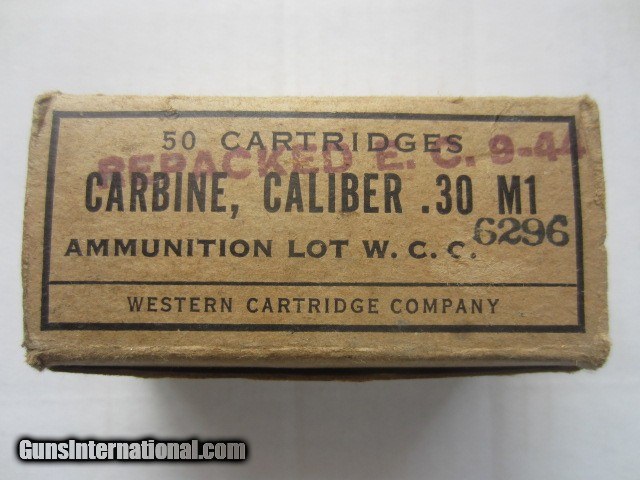 50 CARTRIDGES
REPACKED E. C. 9-44
CARBINE, CALIBER .30 M1
AMMUNITION LOT W. C. C. 6296
WESTERN CARTRIDGE COMPANY
GunsInternational.com